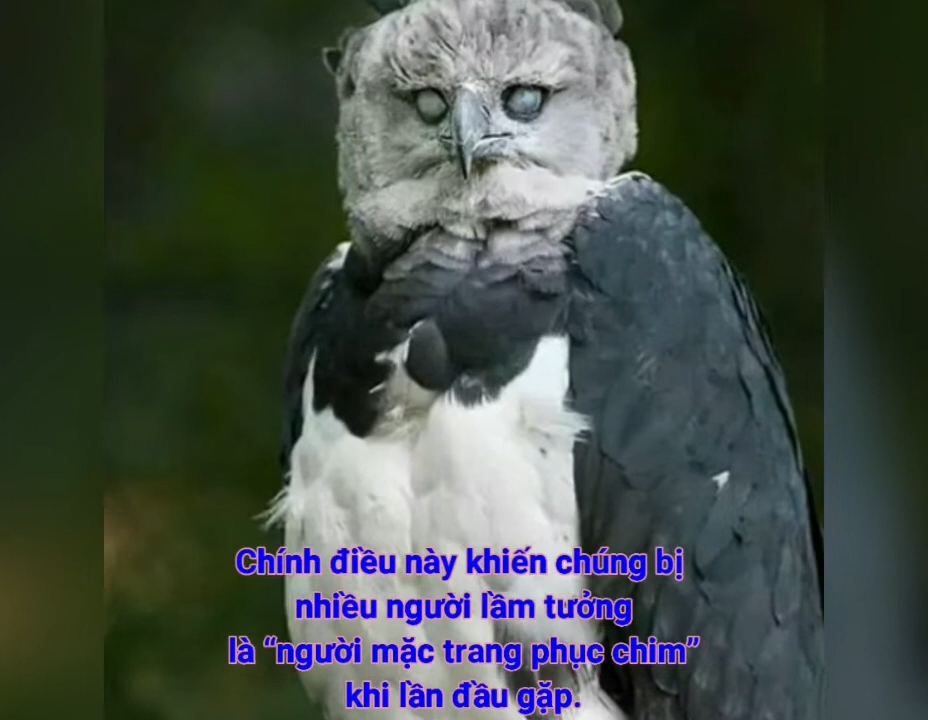 Chính điều này khiến chúng bị
nhiều người lầm tưởng
là “người mặc trang phục chim”
khi lần đầu gặp.